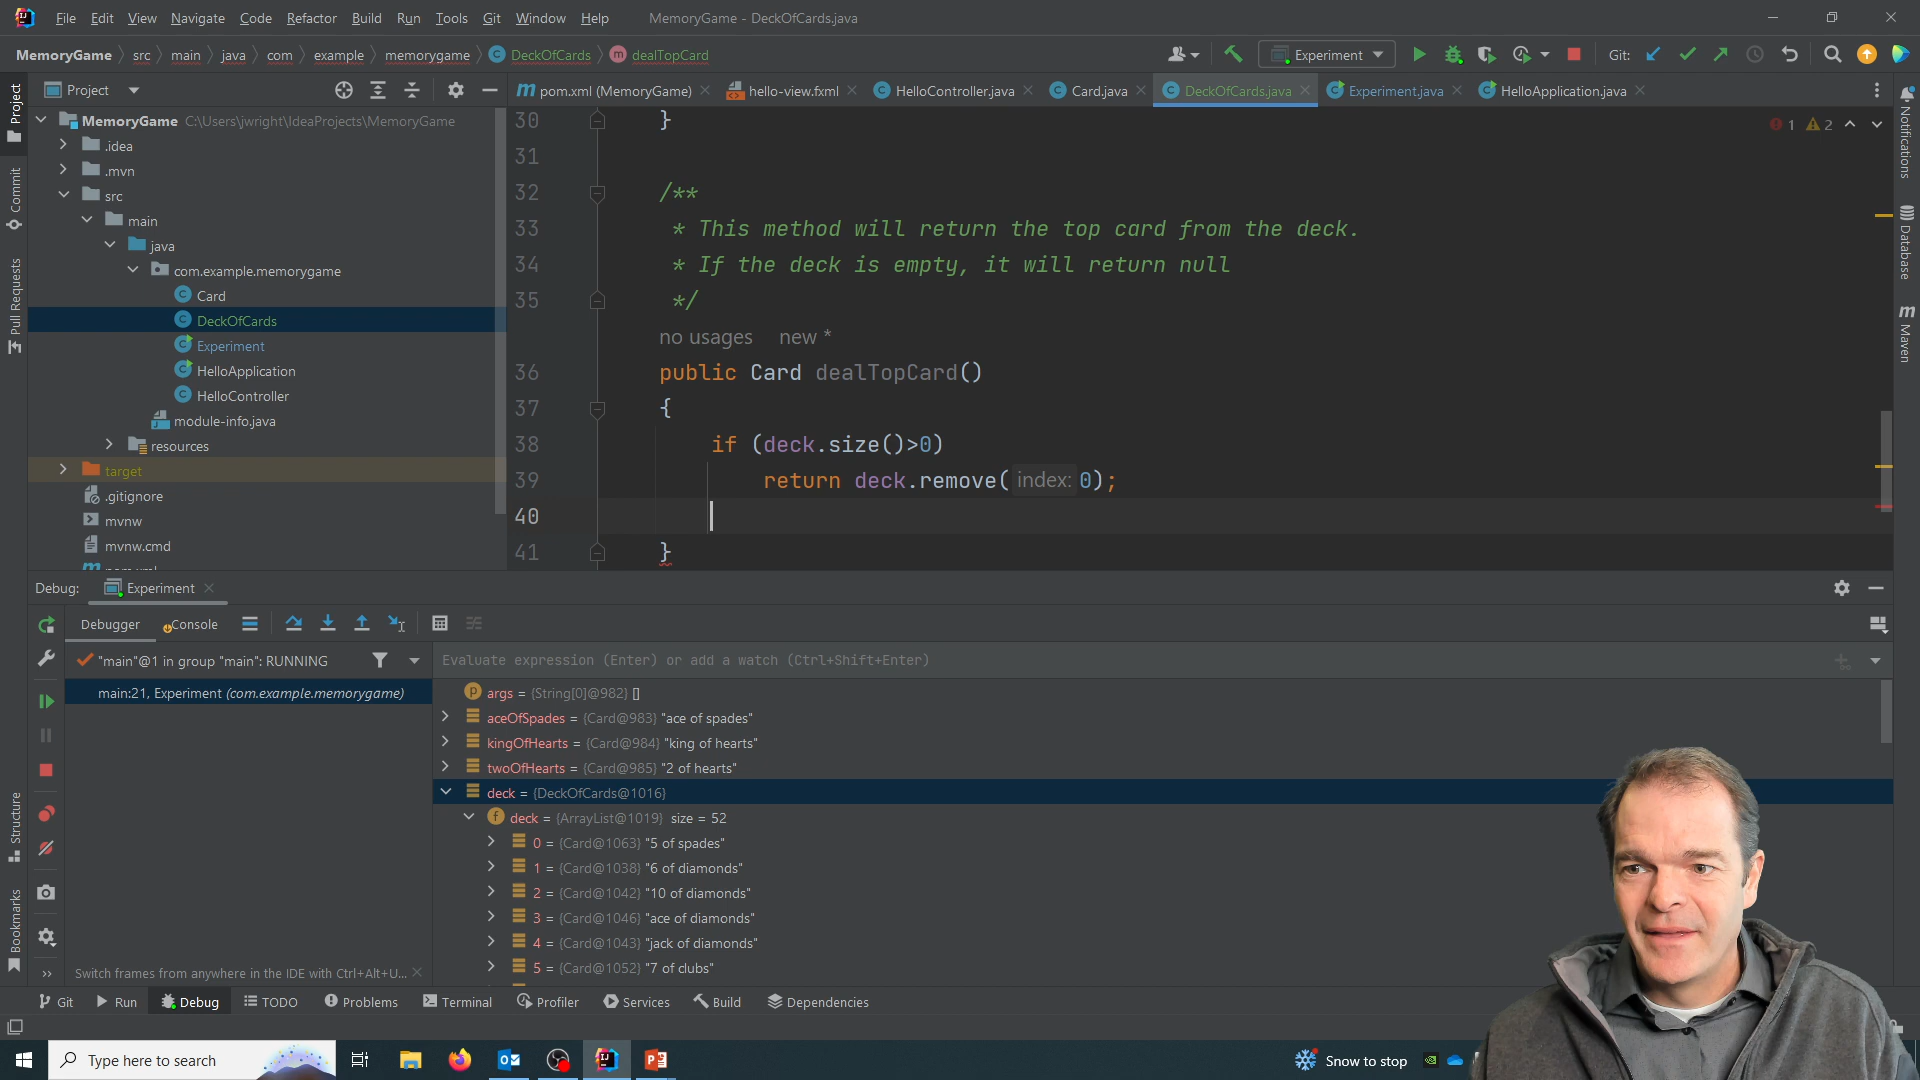 File Edit View Navigate Code Refactor Build Run Tools Git Window Help MemoryGame - DeckOfCards.java
MemoryGame src main java com example memorygame DeckOfCards dealTopCard Experiment Git:
Project
pom.xml (MemoryGame) hello-view.fxml HelloController.java Card.java DeckOfCards.java Experiment.java HelloApplication.java
MemoryGame C:\Users\jwright\IdeaProjects\MemoryGame
.idea
.mvn
src
main
java
com.example.memorygame
Card
DeckOfCards
Experiment
HelloApplication
HelloController
module-info.java
resources
target
.gitignore
mvnw
mvnw.cmd
1 2
30 }
31
32 /**
33 * This method will return the top card from the deck.
34 * If the deck is empty, it will return null
35 */
no usages new *
36 public Card dealTopCard()
37 {
38 if (deck.size()>0)
39 return deck.remove( index: 0);
40
41 }
Project
Commit
Pull Requests
Structure
Bookmarks
Notifications
Database
Maven
Debug: Experiment
Debugger Console
"main"@1 in group "main": RUNNING
Evaluate expression (Enter) or add a watch (Ctrl+Shift+Enter)
main:21, Experiment (com.example.memorygame)
args = {String[0]@982} []
aceOfSpades = {Card@983} "ace of spades"
kingOfHearts = {Card@984} "king of hearts"
twoOfHearts = {Card@985} "2 of hearts"
deck = {DeckOfCards@1016}
deck = {ArrayList@1019} size = 52
0 = {Card@1063} "5 of spades"
1 = {Card@1038} "6 of diamonds"
2 = {Card@1042} "10 of diamonds"
3 = {Card@1046} "ace of diamonds"
4 = {Card@1043} "jack of diamonds"
5 = {Card@1052} "7 of clubs"
Switch frames from anywhere in the IDE with Ctrl+Alt+U...
Git Run Debug TODO Problems Terminal Profiler Services Build Dependencies
Type here to search
Snow to stop